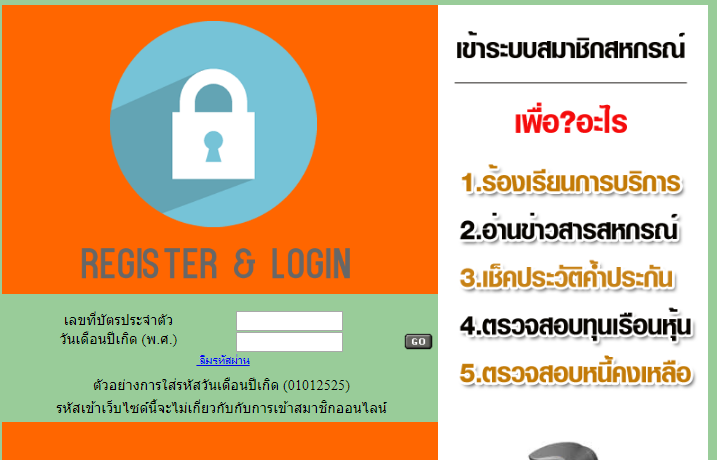 REGISTER & LOGIN
เลขที่บัตรประจำตัว
วันเดือนปีเกิด (พ.ศ.)
GO
ลืมรหัสผ่าน
ตัวอย่างการใส่รหัสวันเดือนปีเกิด (01012525)
รหัสเข้าเว็บไซด์นี้จะไม่เกี่ยวกับกับการเข้าสมาชิกออนไลน์
เข้าระบบสมาชิกสหกรณ์
เพื่อ?อะไร
1.ร้องเรียนการบริการ
2.อ่านข่าวสารสหกรณ์
3.เช็คประวัติค้ำประกัน
4.ตรวจสอบทุนเรือนหุ้น
5.ตรวจสอบหนี้คงเหลือ